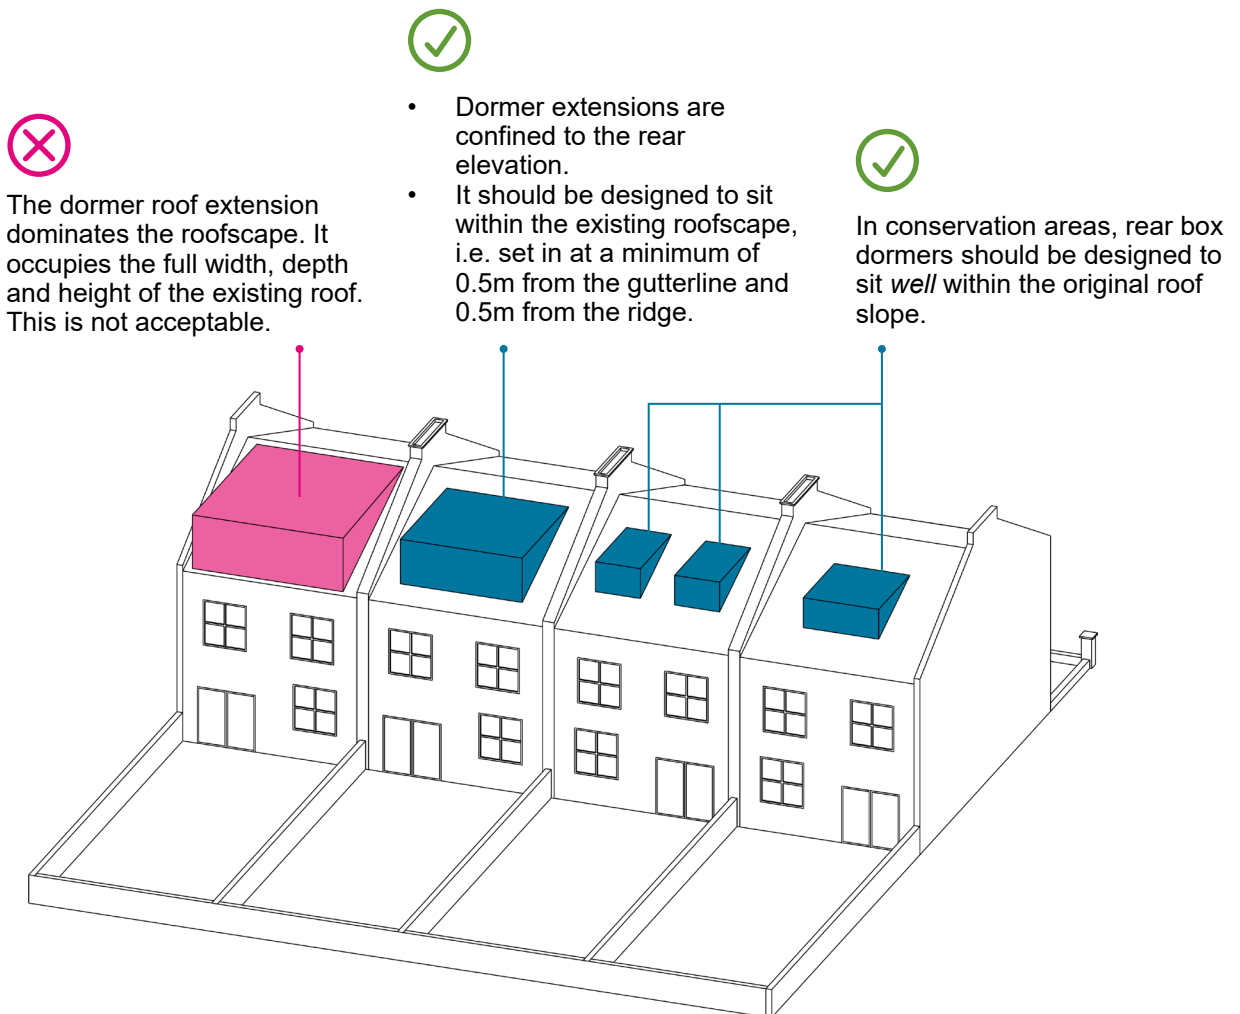 The dormer roof extension
dominates the roofscape. It
occupies the full width, depth
and height of the existing roof.
This is not acceptable.
• Dormer extensions are
confined to the rear
elevation.
• It should be designed to sit
within the existing roofscape,
i.e. set in at a minimum of
0.5m from the gutterline and
0.5m from the ridge.
In conservation areas, rear box
dormers should be designed to
sit well within the original roof
slope.